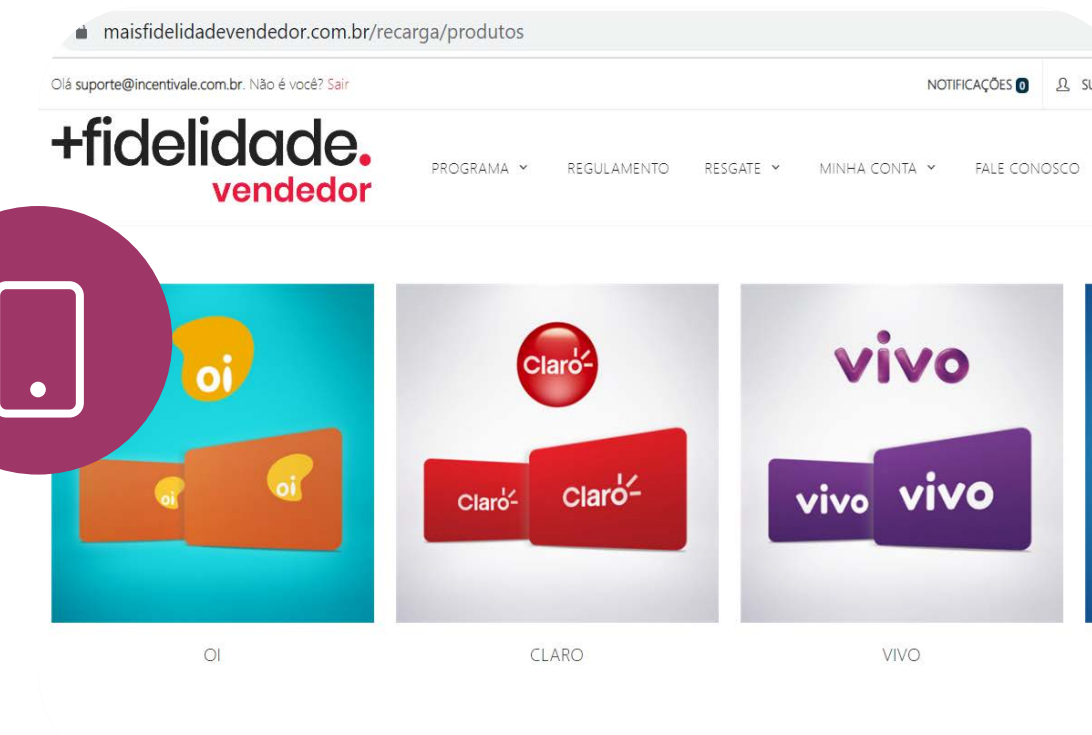 maisfidelidadevendedor.com.br/recarga/produtos
Olá suporte@incentivale.com.br. Não é você? Sair
NOTIFICAÇÕES 0
+fidelidade.
vendedor
PROGRAMA REGULAMENTO RESGATE MINHA CONTA FALE CONOSCO
oi
Claro
vivo
oi oi
Claro Claro
vivo vivo
OI
CLARO
VIVO